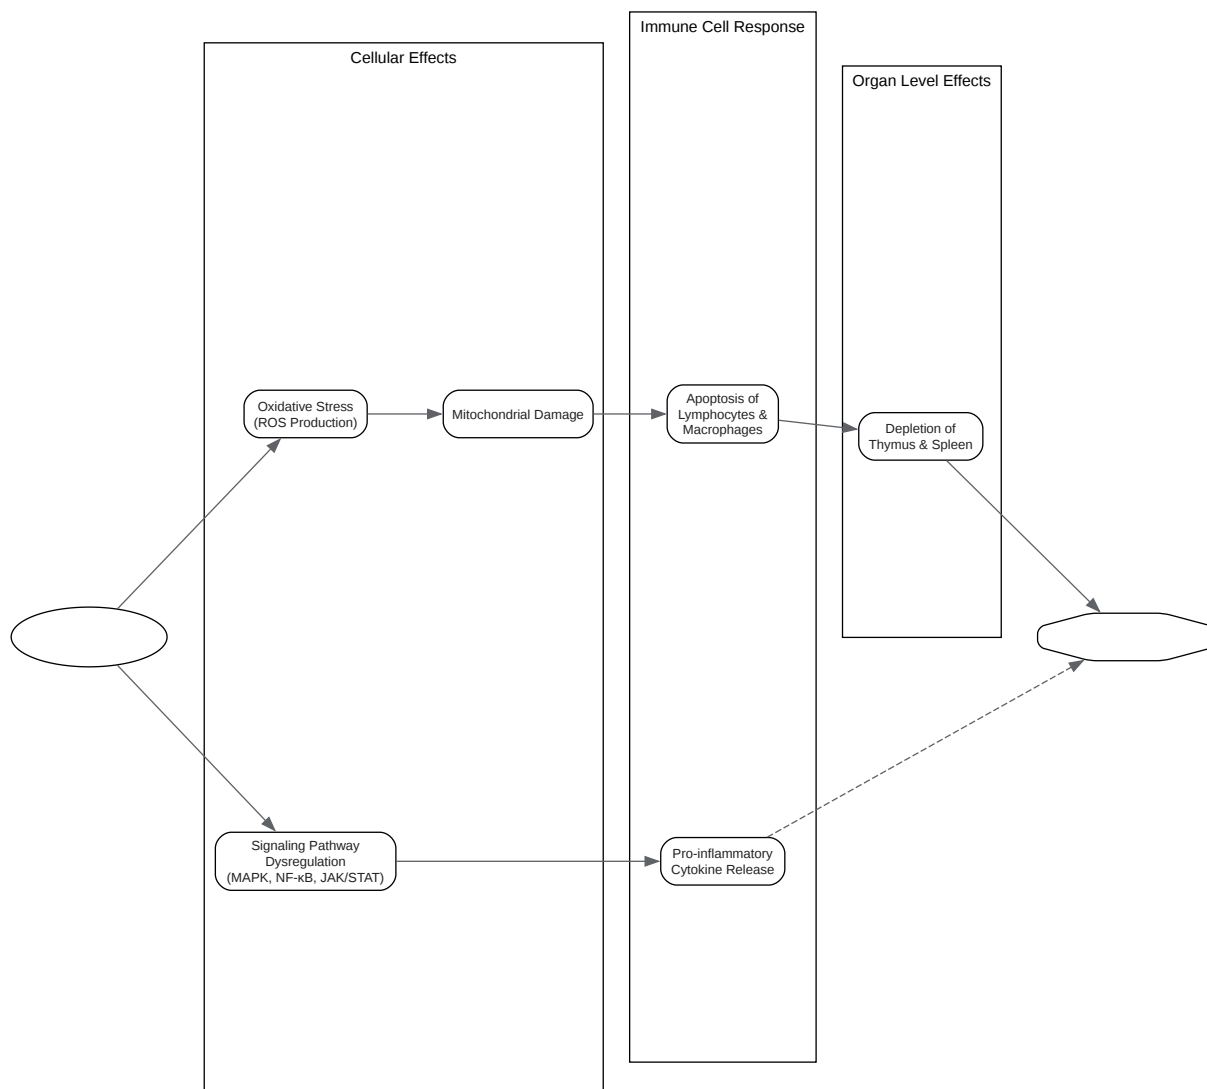 Immune Cell Response
Cellular Effects
Organ Level Effects
Oxidative Stress
(ROS Production)
Mitochondrial Damage
Apoptosis of
Lymphocytes &
Macrophages
Depletion of
Thymus & Spleen
Signaling Pathway
Dysregulation
(MAPK, NF-κB, JAK/STAT)
Pro-inflammatory
Cytokine Release